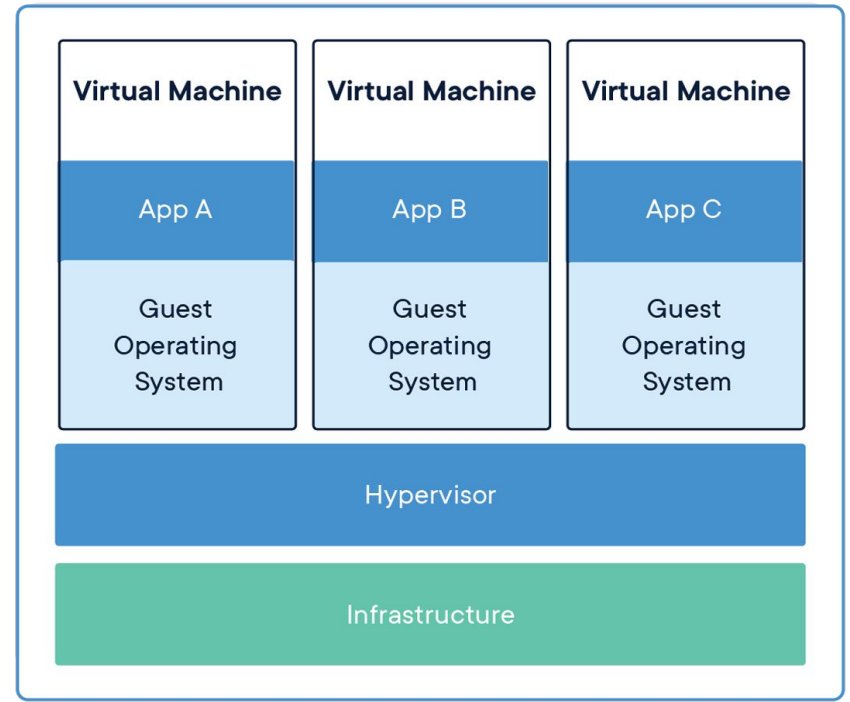 Virtual Machine
App A
Guest
Operating
System
Virtual Machine
App B
Guest
Operating
System
Virtual Machine
App C
Guest
Operating
System
Hypervisor
Infrastructure